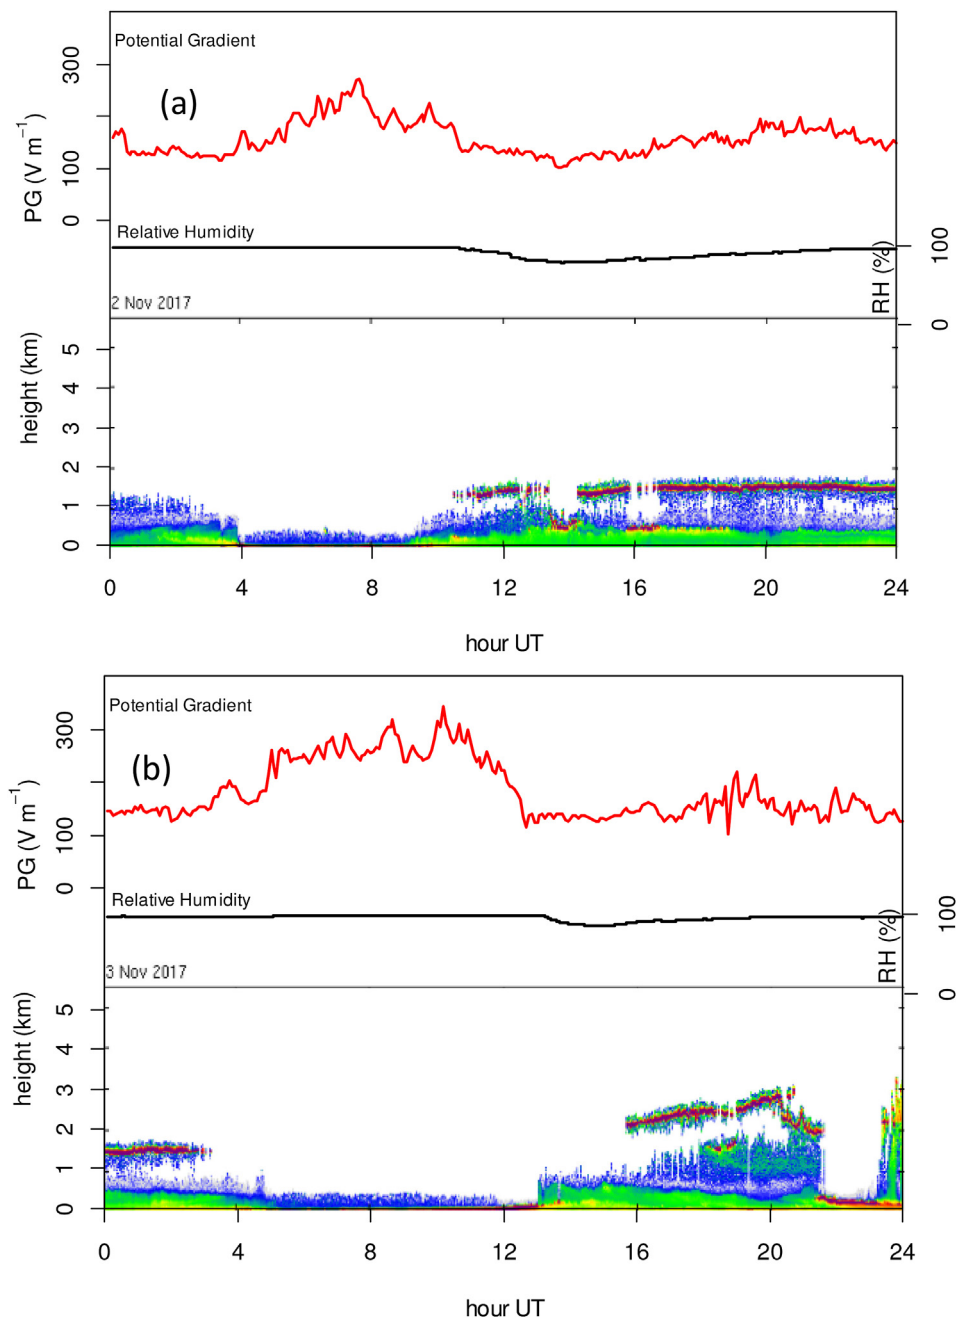 Potential Gradient
(a)
300
100
0
PG (V m⁻¹)
Relative Humidity
100
0
RH (%)
2 Nov 2017
5
4
3
2
1
0
height (km)
0 4 8 12 16 20 24
hour UT
Potential Gradient
(b)
300
100
0
PG (V m⁻¹)
Relative Humidity
100
0
RH (%)
3 Nov 2017
5
4
3
2
1
0
height (km)
0 4 8 12 16 20 24
hour UT